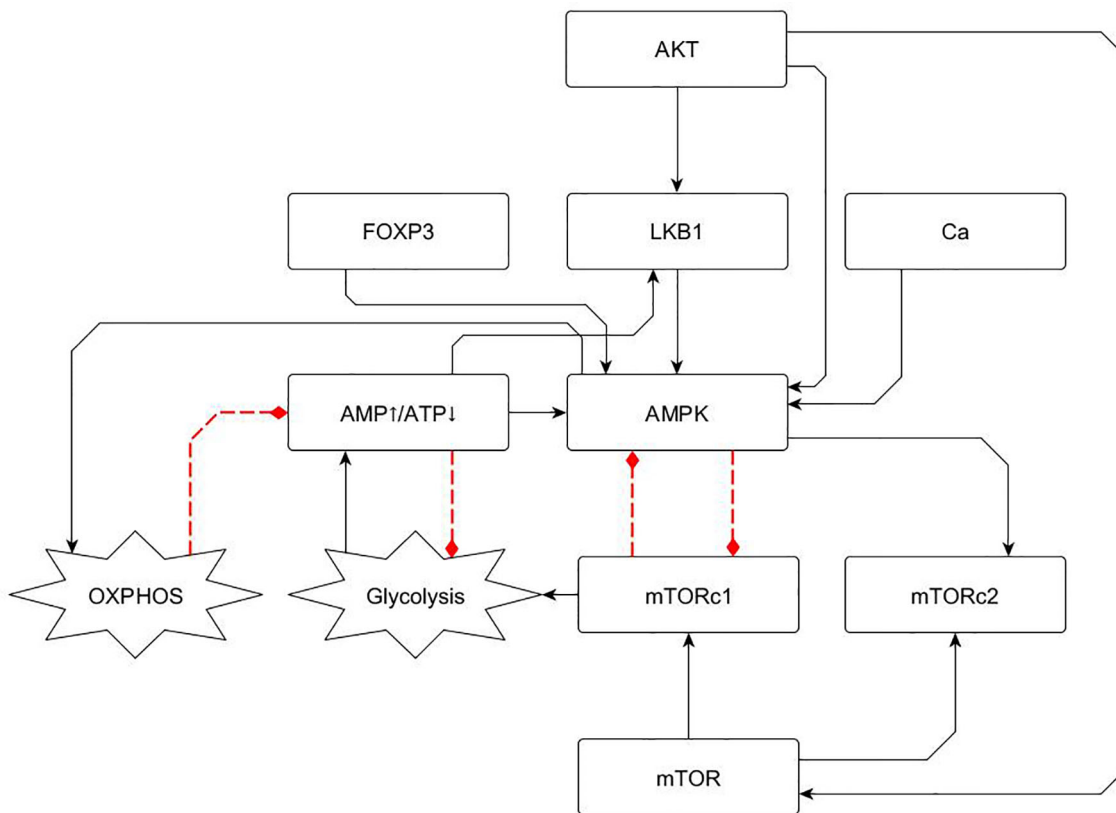 AKT
FOXP3
LKB1
Ca
AMP↑/ATP↓
AMPK
OXPHOS
Glycolysis
mTORc1
mTORc2
mTOR